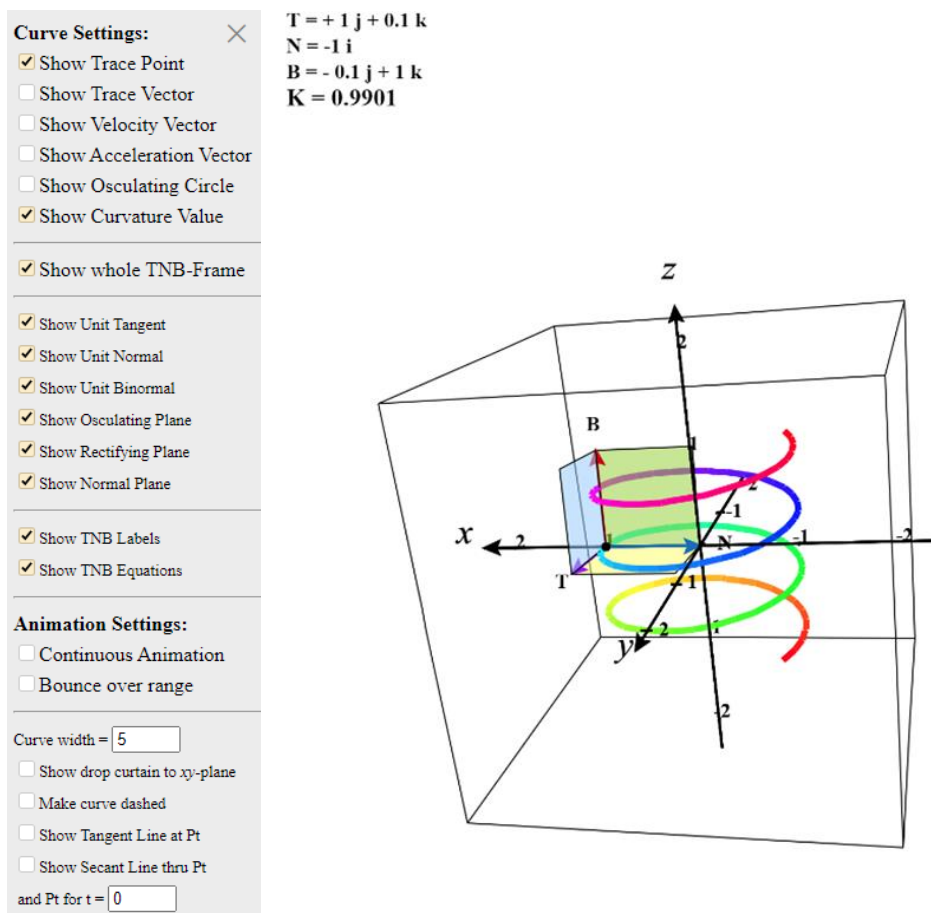 Curve Settings:
Show Trace Point
Show Trace Vector
Show Velocity Vector
Show Acceleration Vector
Show Osculating Circle
Show Curvature Value
Show whole TNB-Frame
Show Unit Tangent
Show Unit Normal
Show Unit Binormal
Show Osculating Plane
Show Rectifying Plane
Show Normal Plane
Show TNB Labels
Show TNB Equations
Animation Settings:
Continuous Animation
Bounce over range
Curve width = 5
Show drop curtain to xy-plane
Make curve dashed
Show Tangent Line at Pt
Show Secant Line thru Pt
and Pt for t = 0
T = + 1 j + 0.1 k
N = -1 i
B = - 0.1 j + 1 k
K = 0.9901
z
2
B
1
-2
-1
x
2
1
N
-1
-2
T
1
2
y
-1
-2